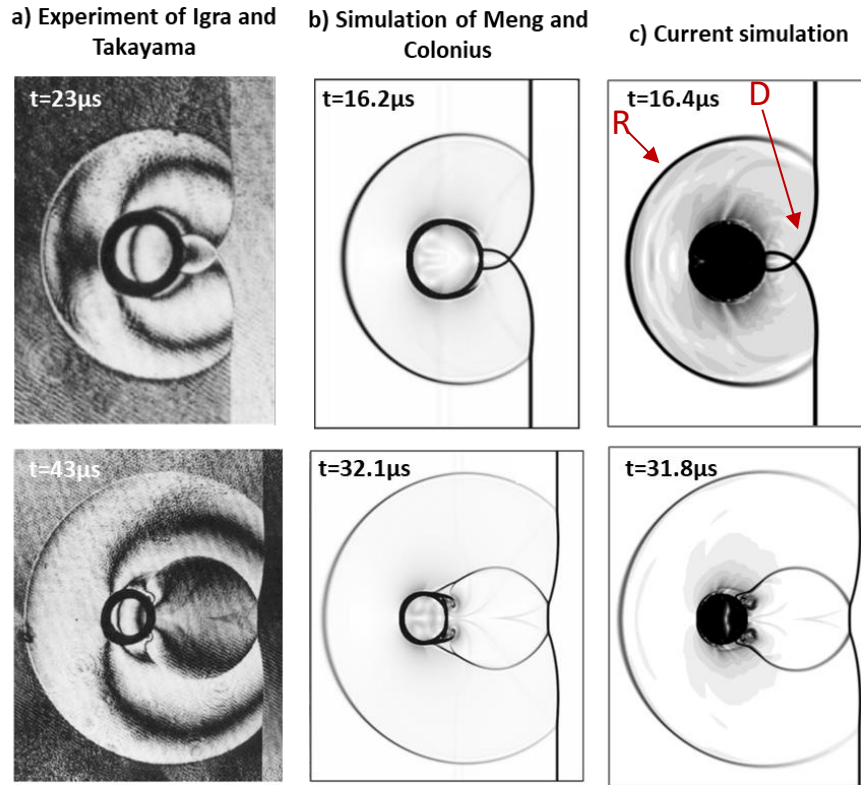 a) Experiment of Igra and
Takayama
b) Simulation of Meng and
Colonius
c) Current simulation
t=23μs
t=16.2μs
t=16.4μs
D
R
t=43μs
t=32.1μs
t=31.8μs